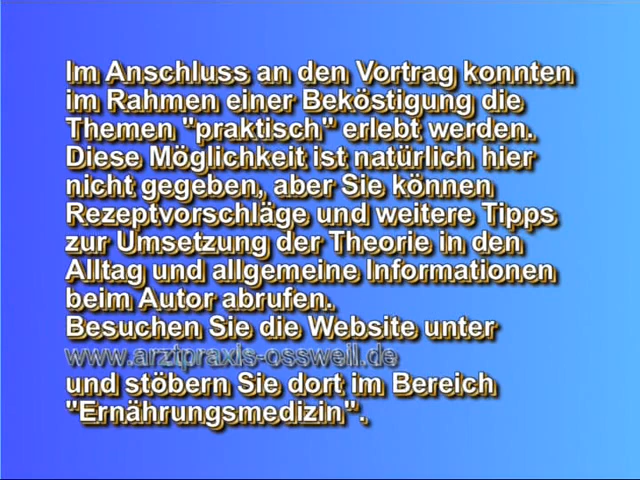 Im Anschluss an den Vortrag konnten
im Rahmen einer Beköstigung die
Themen "praktisch" erlebt werden.
Diese Möglichkeit ist natürlich hier
nicht gegeben, aber Sie können
Rezeptvorschläge und weitere Tipps
zur Umsetzung der Theorie in den
Alltag und allgemeine Informationen
beim Autor abrufen.
Besuchen Sie die Website unter
www.arztpraxis-ossweil.de
und stöbern Sie dort im Bereich
"Ernährungsmedizin".